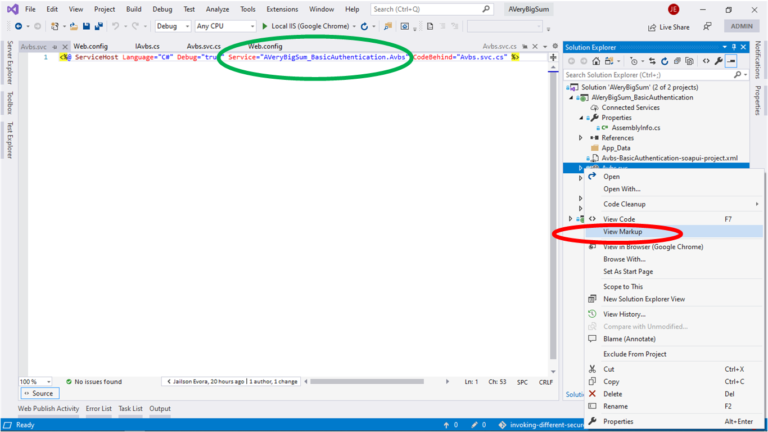 File Edit View Git Project Build Debug Test Analyze Tools Extensions Window Help Search (Ctrl+Q) AVeryBigSum JE
Debug Any CPU Local IIS (Google Chrome) Live Share ADMIN
Server Explorer
Toolbox
Test Explorer
Avbs.svc Web.config IAvbs.cs Avbs.svc.cs Web.config Avbs.svc.cs
1 <%@ ServiceHost Language="C#" Debug="true" Service="AVeryBigSum_BasicAuthentication.Avbs" CodeBehind="Avbs.svc.cs" %>
Solution Explorer
Search Solution Explorer (Ctrl+;)
Solution 'AVeryBigSum' (2 of 2 projects)
AVeryBigSum_BasicAuthentication
Connected Services
Properties
AssemblyInfo.cs
References
App_Data
Avbs-BasicAuthentication-soapui-project.xml
Avbs.svc
Notifications
Properties
Open
Open With...
Code Cleanup
View Code F7
View Markup
View in Browser (Google Chrome)
Browse With...
Set As Start Page
Scope to This
New Solution Explorer View
View History...
Compare with Unmodified...
Blame (Annotate)
Exclude From Project
Cut Ctrl+X
Copy Ctrl+C
Delete Del
Rename F2
Properties Alt+Enter
100 % No issues found Jailson Evora, 20 hours ago | 1 author, 1 change Ln: 1 Ch: 53 SPC CRLF
Source
Web Publish Activity Error List Task List Output
Ready 0 0 invoking-different-secur